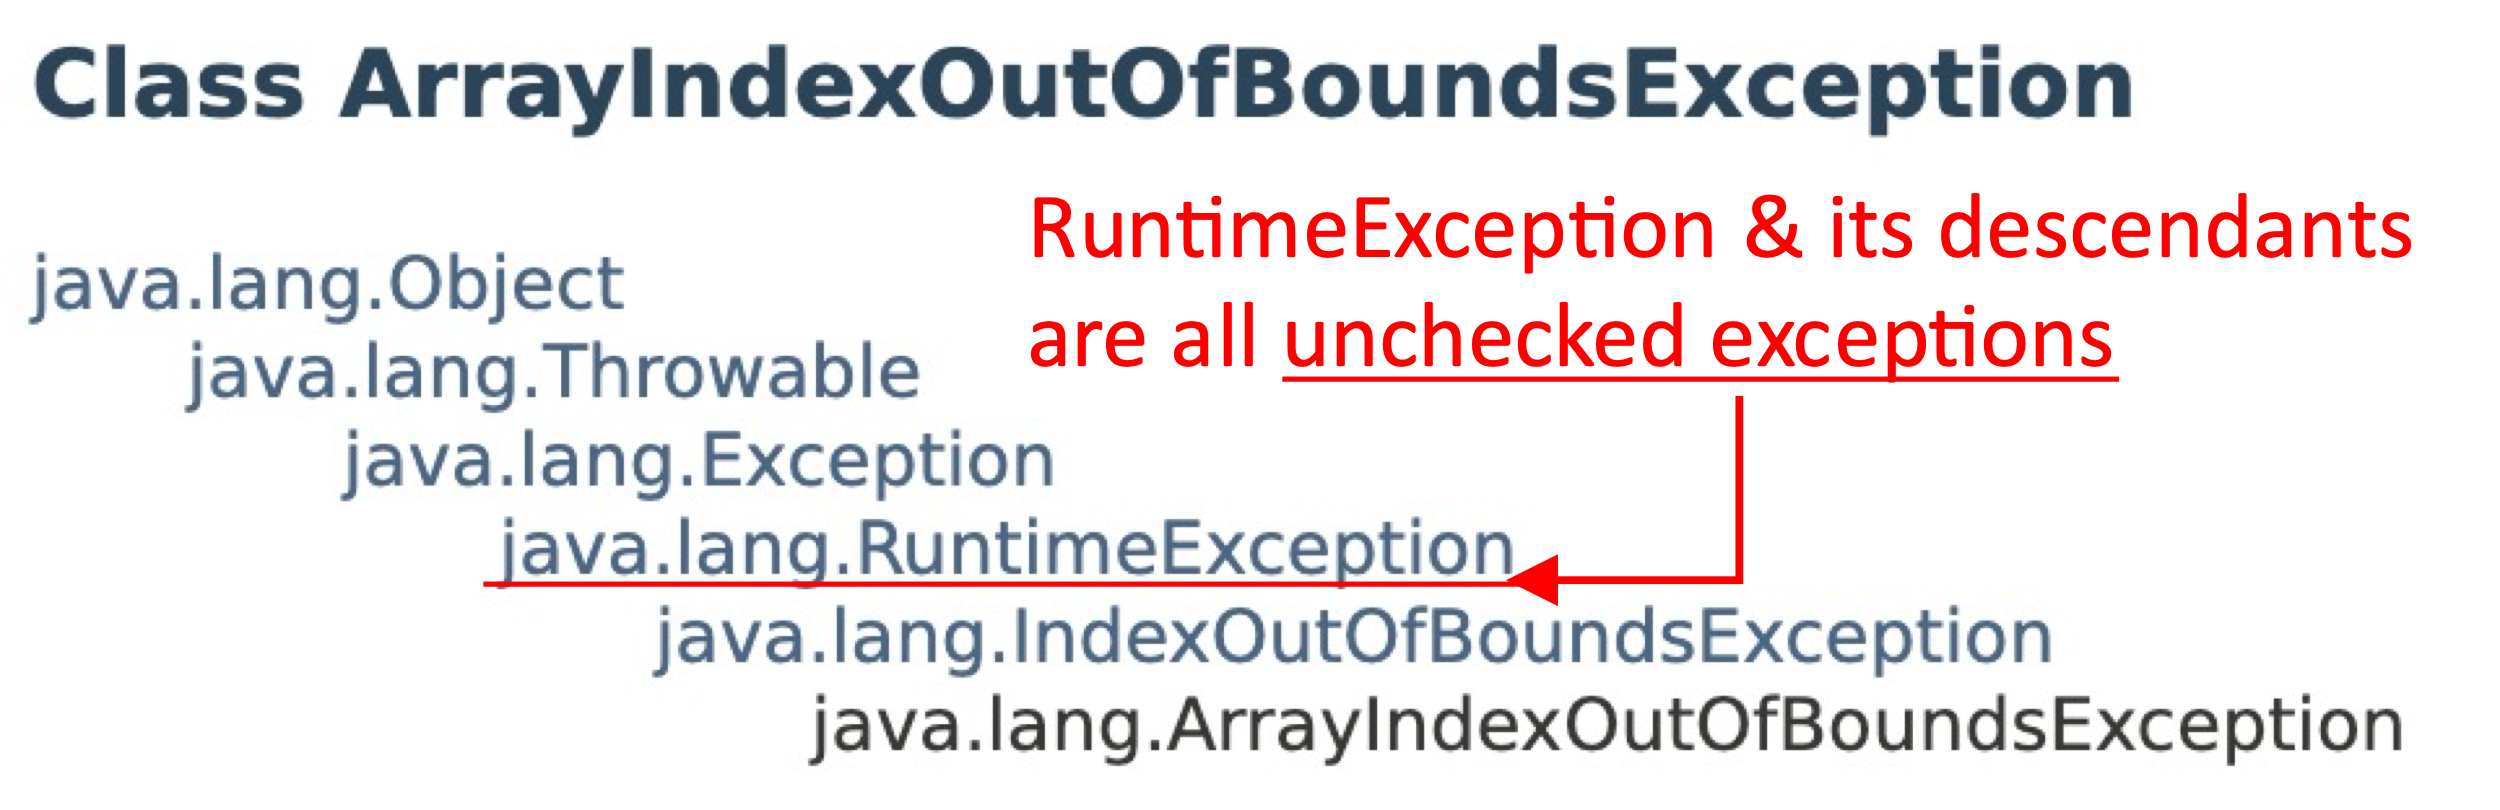 Class ArrayIndexOutOfBoundsException
RuntimeException & its descendants
are all unchecked exceptions
java.lang.Object
java.lang.Throwable
java.lang.Exception
java.lang.RuntimeException
java.lang.IndexOutOfBoundsException
java.lang.ArrayIndexOutOfBoundsException